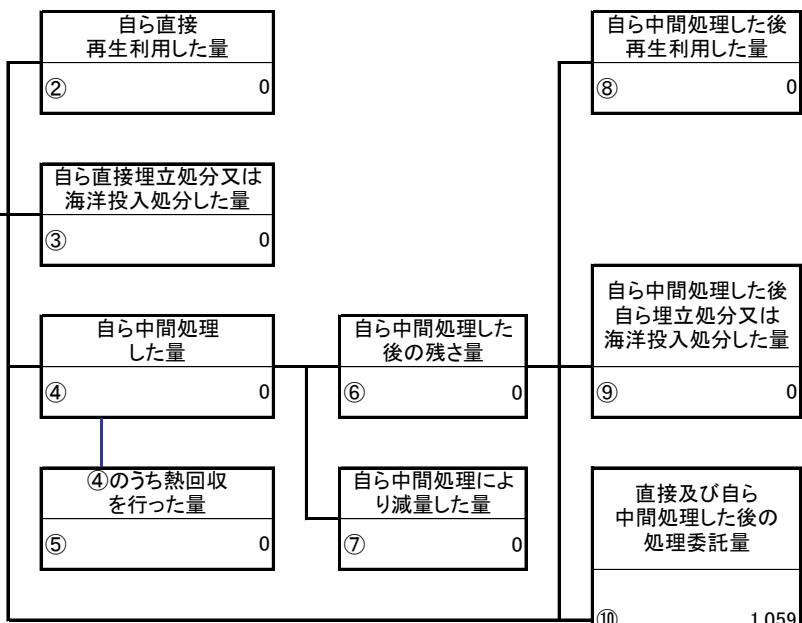 自ら直接
再生利用した量
② 0
自ら中間処理した後
再生利用した量
⑧ 0
自ら直接埋立処分又は
海洋投入処分した量
③ 0
自ら中間処理
した量
④ 0
自ら中間処理した
後の残さ量
⑥ 0
自ら中間処理した後
自ら埋立処分又は
海洋投入処分した量
⑨ 0
④のうち熱回収
を行った量
⑤ 0
自ら中間処理によ
り減量した量
⑦ 0
直接及び自ら
中間処理した後の
処理委託量
⑩ 1,059